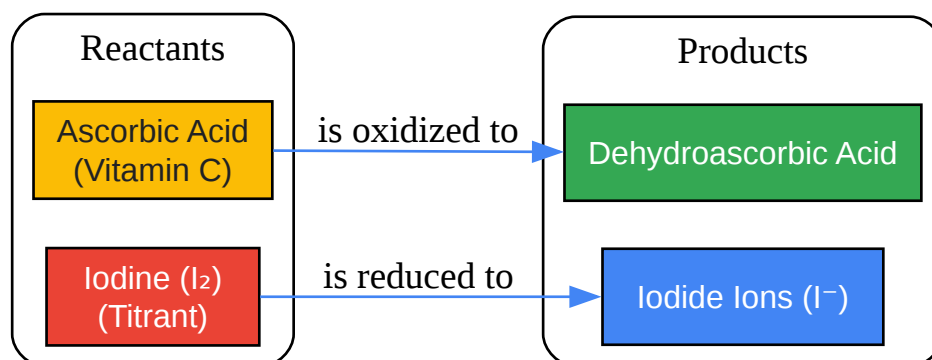 Reactants
Products
Ascorbic Acid
(Vitamin C)
is oxidized to
Dehydroascorbic Acid
Iodine (I₂)
(Titrant)
is reduced to
Iodide Ions (I⁻)